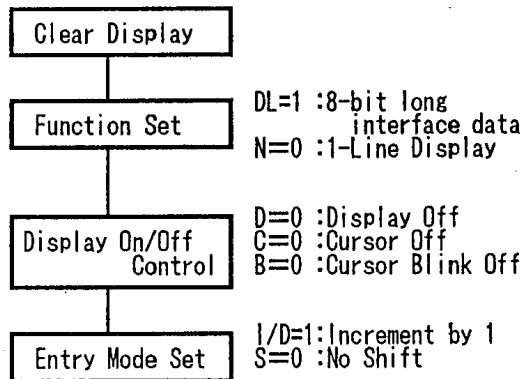 Clear Display
Function Set
DL=1 :8-bit long
interface data
N=0 :1-Line Display
Display On/Off
Control
D=0 :Display Off
C=0 :Cursor Off
B=0 :Cursor Blink Off
Entry Mode Set
I/D=1:Increment by 1
S=0 :No Shift